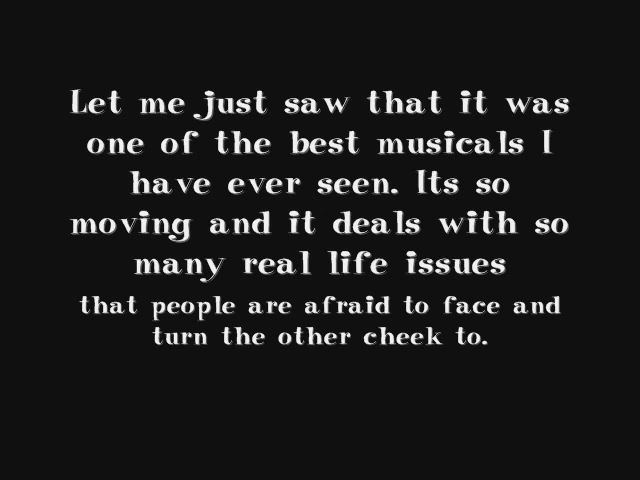 Let me just saw that it was
one of the best musicals I
have ever seen. Its so
moving and it deals with so
many real life issues
that people are afraid to face and
turn the other cheek to.